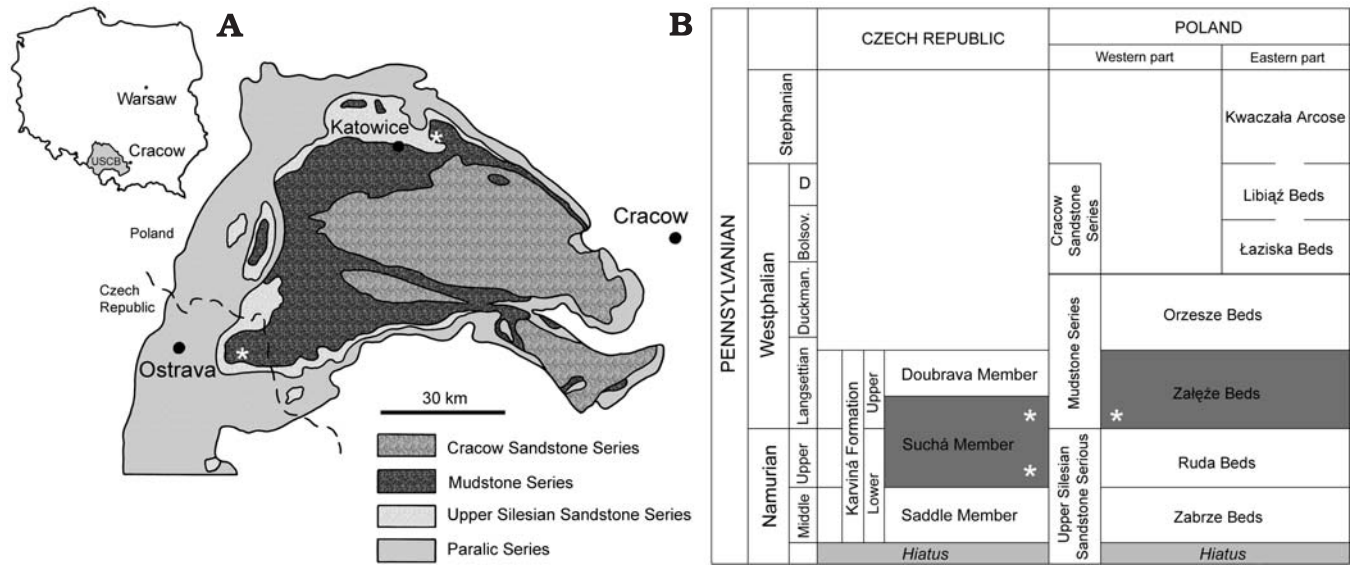 A
Warsaw
Cracow
USCB
Katowice
*
Cracow
Poland
Czech
Republic
*
Ostrava
30 km
Cracow Sandstone Series
Mudstone Series
Upper Silesian Sandstone Series
Paralic Series
B
CZECH REPUBLIC
POLAND
Western part
Eastern part
PENNSYLVANIAN
Stephanian
Kwaczała Arcose
Westphalian
D
Bolsov.
Duckman.
Langsettian
Cracow
Sandstone
Series
Libiąż Beds
Łaziska Beds
Mudstone Series
Orzesze Beds
Załęże Beds
*
Karviná Formation
Upper
Lower
Doubrava Member
Suchá Member
*
*
Saddle Member
Namurian
Upper
Middle
Upper Silesian
Sandstone Serious
Ruda Beds
Zabrze Beds
Hiatus
Hiatus